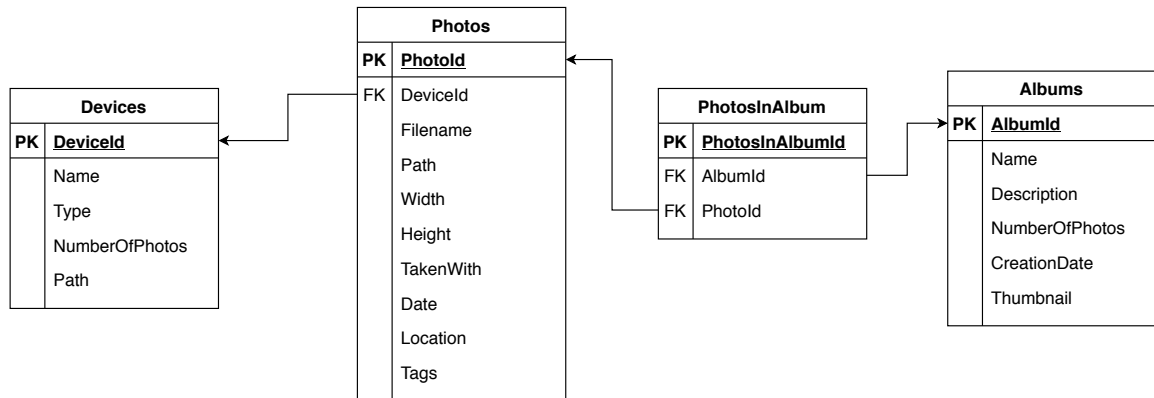 Devices
PK DeviceId
Name
Type
NumberOfPhotos
Path
Photos
PK PhotoId
FK DeviceId
Filename
Path
Width
Height
TakenWith
Date
Location
Tags
PhotosInAlbum
PK PhotosInAlbumId
FK AlbumId
FK PhotoId
Albums
PK AlbumId
Name
Description
NumberOfPhotos
CreationDate
Thumbnail